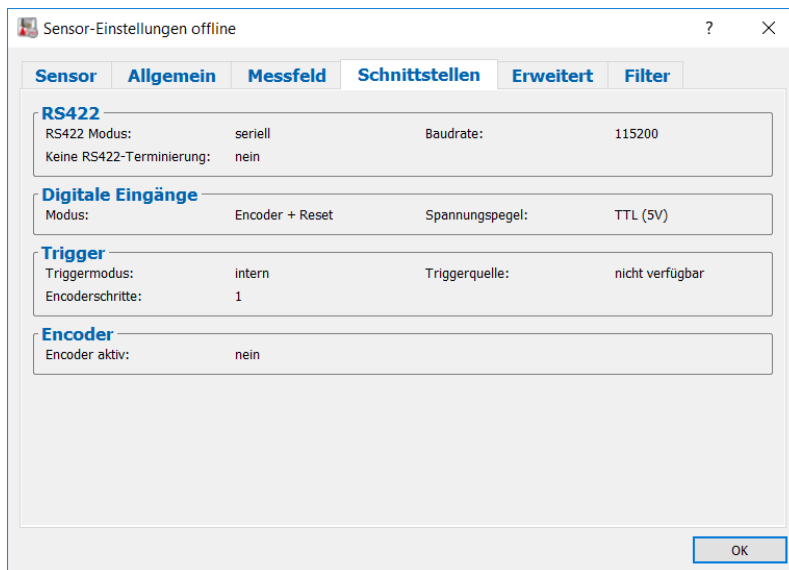 Sensor-Einstellungen offline
Sensor Allgemein Messfeld Schnittstellen Erweitert Filter
RS422
RS422 Modus: seriell Baudrate: 115200
Keine RS422-Terminierung: nein
Digitale Eingänge
Modus: Encoder + Reset Spannungspegel: TTL (5V)
Trigger
Triggermodus: intern Triggerquelle: nicht verfügbar
Encoderschritte: 1
Encoder
Encoder aktiv: nein
OK